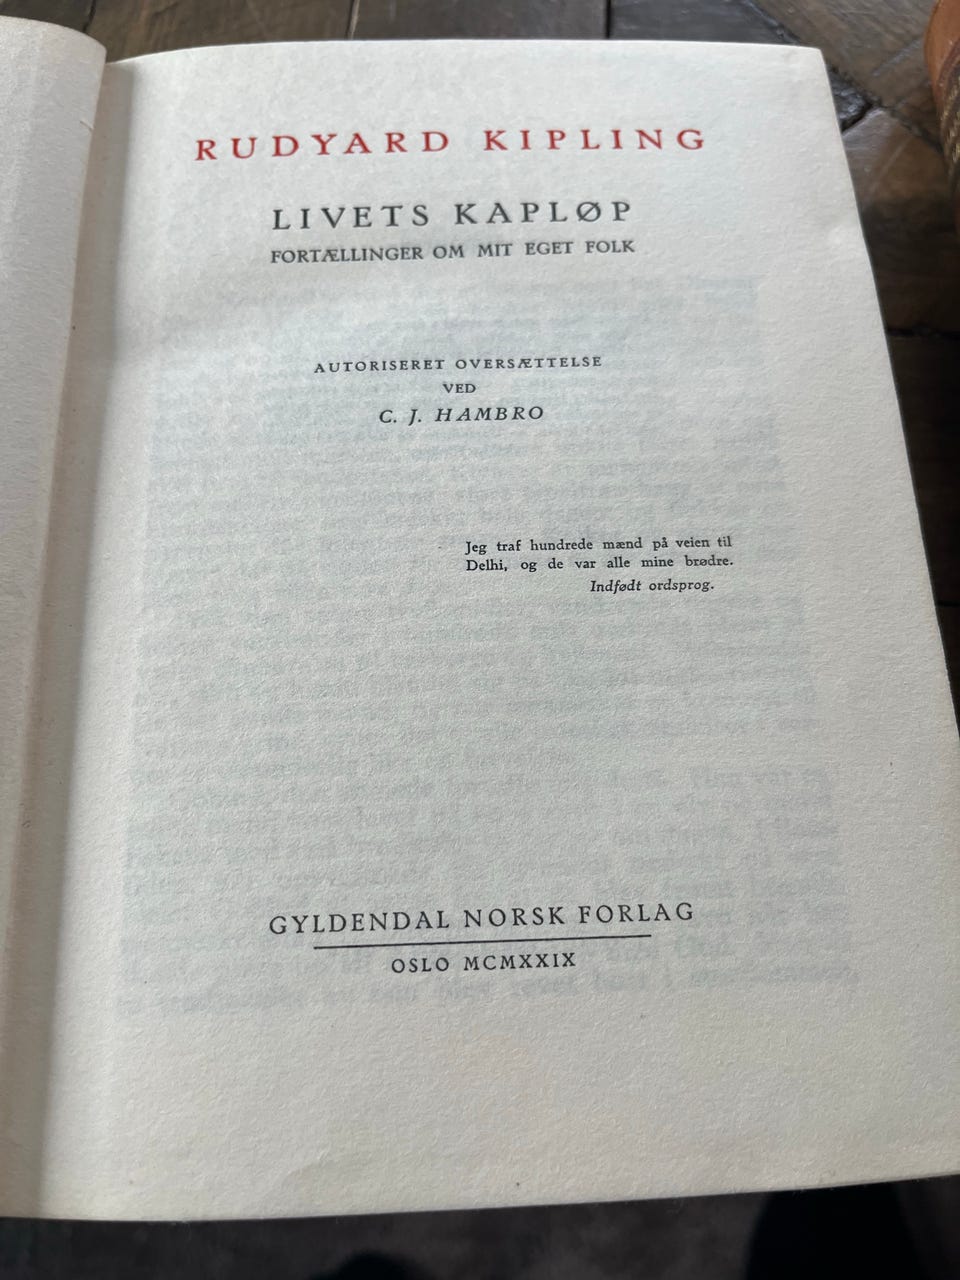 RUDYARD KIPLING
LIVETS KAPLØP
FORTÆLLINGER OM MIT EGET FOLK
AUTORISERET OVERSÆTTELSE
VED
C. J. HAMBRO
Jeg traf hundrede mænd på veien til
Delhi, og de var alle mine brødre.
Indfødt ordsprog.
GYLDENDAL NORSK FORLAG
OSLO MCMXXIX